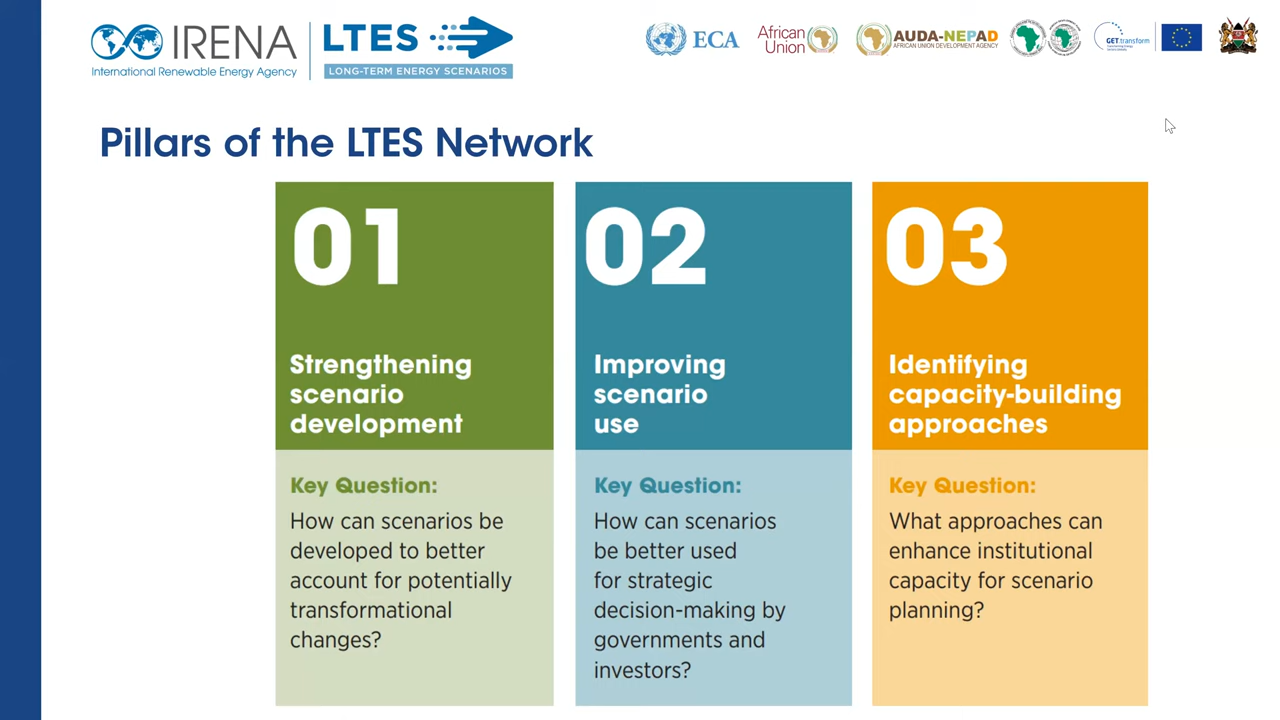 IRENA
International Renewable Energy Agency
LTES
LONG-TERM ENERGY SCENARIOS
ECA
African
Union
AUDA-NEPAD
AFRICAN UNION DEVELOPMENT AGENCY
GET.transform
Pillars of the LTES Network
01
Strengthening
scenario
development
Key Question:
How can scenarios be
developed to better
account for potentially
transformational
changes?
02
Improving
scenario
use
Key Question:
How can scenarios
be better used
for strategic
decision-making by
governments and
investors?
03
Identifying
capacity-building
approaches
Key Question:
What approaches can
enhance institutional
capacity for scenario
planning?